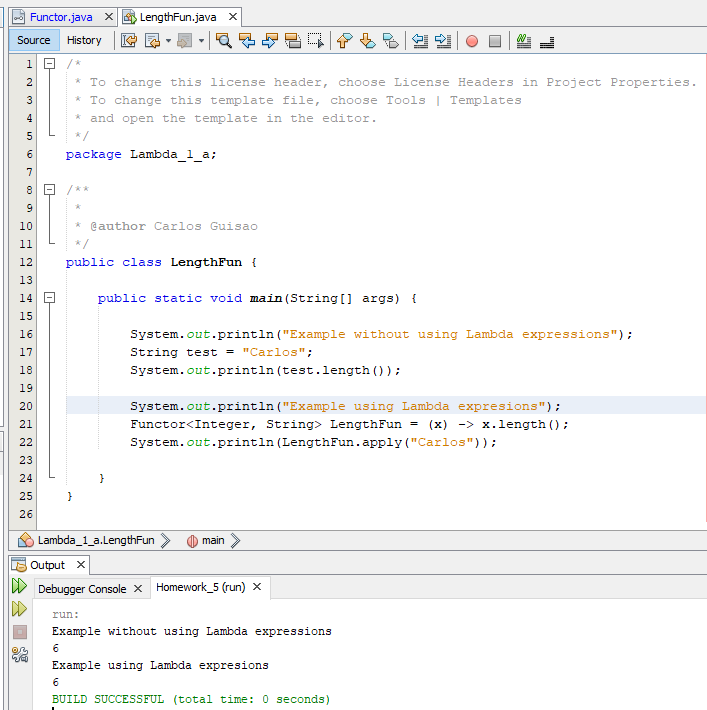 Functor.java LengthFun.java
Source History
1 /*
2 * To change this license header, choose License Headers in Project Properties.
3 * To change this template file, choose Tools | Templates
4 * and open the template in the editor.
5 */
6 package Lambda_1_a;
7
8 /**
9 *
10 * @author Carlos Guisao
11 */
12 public class LengthFun {
13
14 public static void main(String[] args) {
15
16 System.out.println("Example without using Lambda expressions");
17 String test = "Carlos";
18 System.out.println(test.length());
19
20 System.out.println("Example using Lambda expresions");
21 Functor<Integer, String> LengthFun = (x) -> x.length();
22 System.out.println(LengthFun.apply("Carlos"));
23
24 }
25 }
26
Lambda_1_a.LengthFun main
Output
Debugger Console Homework_5 (run)
run:
Example without using Lambda expressions
6
Example using Lambda expresions
6
BUILD SUCCESSFUL (total time: 0 seconds)